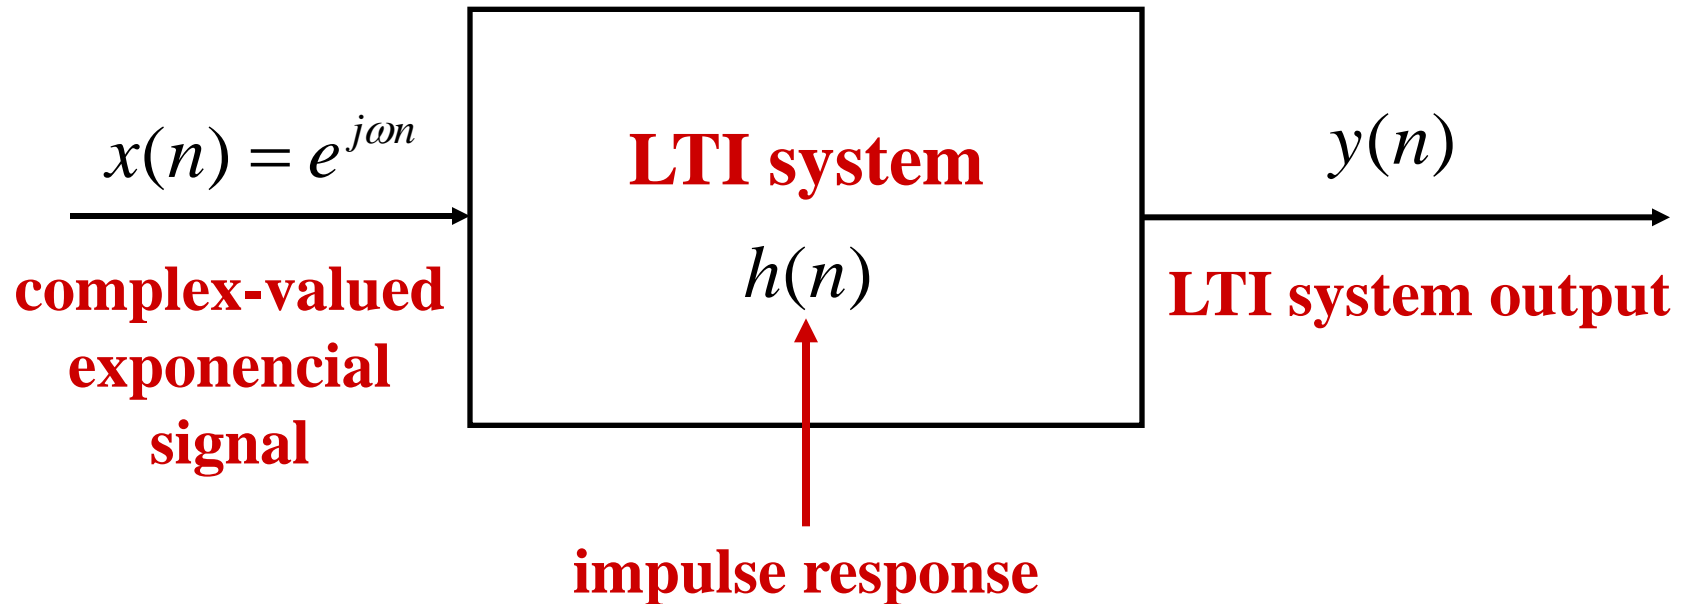 x(n) = e^{jωn}
complex-valued
exponencial
signal
LTI system
h(n)
impulse response
y(n)
LTI system output